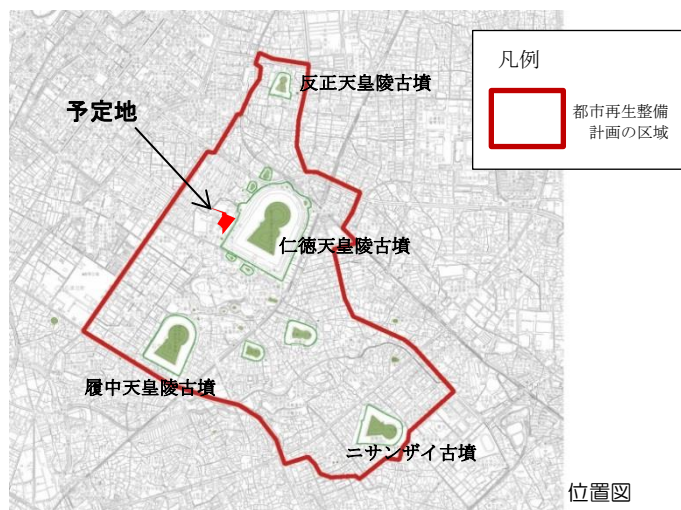 凡例
都市再生整備
計画の区域
反正天皇陵古墳
予定地
仁徳天皇陵古墳
履中天皇陵古墳
ニサンザイ古墳
位置図